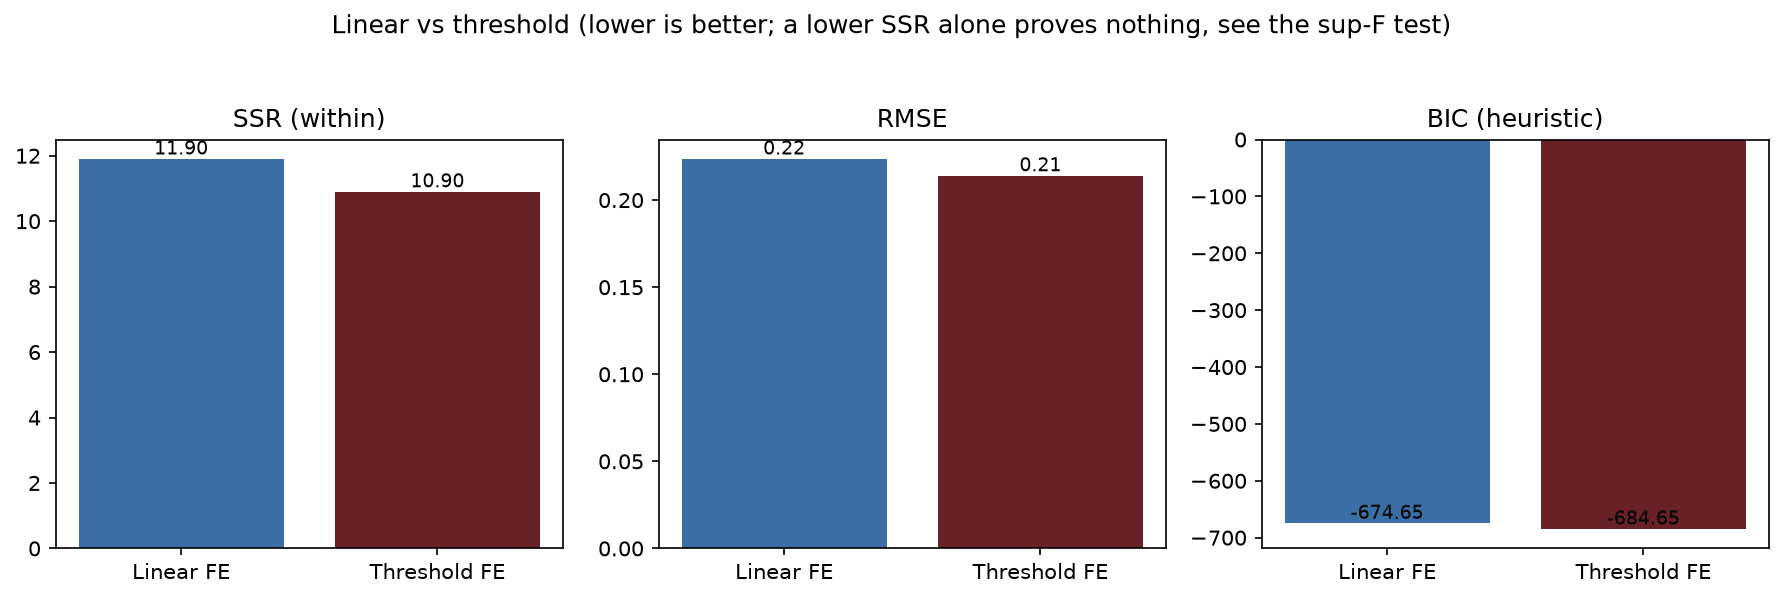 Linear vs threshold (lower is better; a lower SSR alone proves nothing, see the sup-F test)
SSR (within)
12
10
8
6
4
2
0
11.90
10.90
Linear FE
Threshold FE
RMSE
0.20
0.15
0.10
0.05
0.00
0.22
0.21
Linear FE
Threshold FE
BIC (heuristic)
0
−100
−200
−300
−400
−500
−600
−700
-674.65
-684.65
Linear FE
Threshold FE